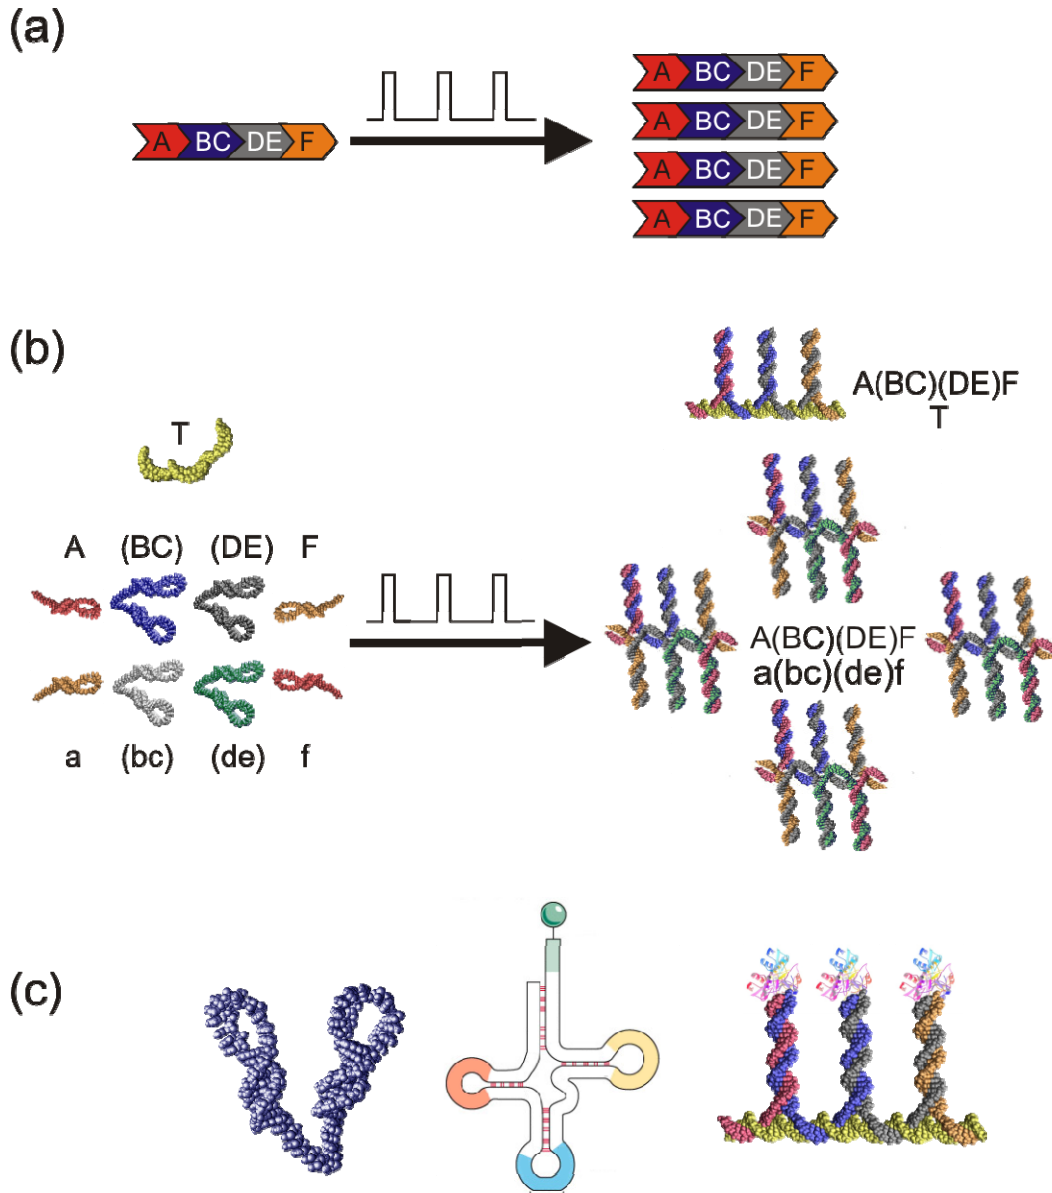 (a)
A BC DE F
A BC DE F
A BC DE F
A BC DE F
A BC DE F
(b)
A(BC)(DE)F
T
T
A (BC) (DE) F
A(BC)(DE)F
a(bc)(de)f
a (bc) (de) f
(c)